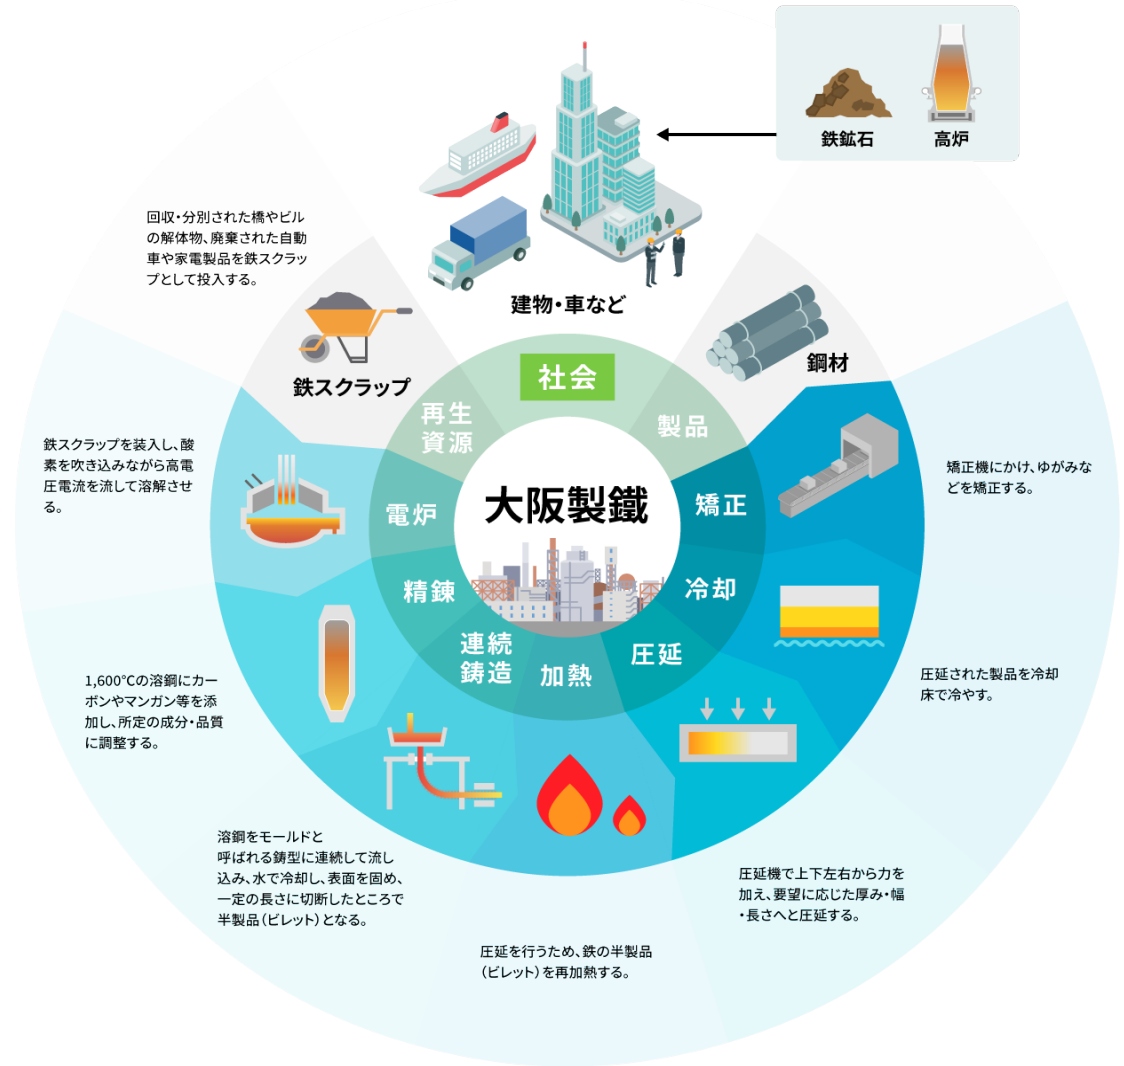 鉄鉱石
高炉
建物・車など
回収・分別された橋やビル
の解体物、廃棄された自動
車や家電製品を鉄スクラッ
プとして投入する。
鉄スクラップ
鋼材
社会
再生
資源
製品
大阪製鐵
電炉
矯正
精錬
冷却
連続
鋳造
加熱
圧延
鉄スクラップを装入し、酸
素を吹き込みながら高電
圧電流を流して溶解させ
る。
矯正機にかけ、ゆがみな
どを矯正する。
1,600℃の溶鋼にカー
ボンやマンガン等を添
加し、所定の成分・品質
に調整する。
圧延された製品を冷却
床で冷やす。
溶鋼をモールドと
呼ばれる鋳型に連続して流し
込み、水で冷却し、表面を固め、
一定の長さに切断したところで
半製品（ビレット）となる。
圧延機で上下左右から力を
加え、要望に応じた厚み・幅
・長さへと圧延する。
圧延を行うため、鉄の半製品
（ビレット）を再加熱する。